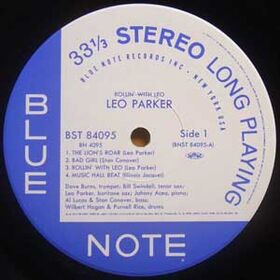 33 1/3 STEREO LONG PLAYING
BLUE NOTE RECORDS INC • NEW YORK, USA
ROLLIN' WITH LEO
LEO PARKER
BST 84095
BN 4095
Side 1
(BNST 84095-A)
1. THE LION'S ROAR (Leo Parker)
2. BAD GIRL (Stan Conover)
3. ROLLIN' WITH LEO (Leo Parker)
4. MUSIC HALL BEAT (Illinois Jacquet)
Dave Burns, trumpet; Bill Swindell, tenor sax;
Leo Parker, baritone sax; Johnny Acea, piano;
Al Lucas & Stan Conover, bass;
Wilbert Hogan & Purnell Rice, drums.
BLUE
NOTE